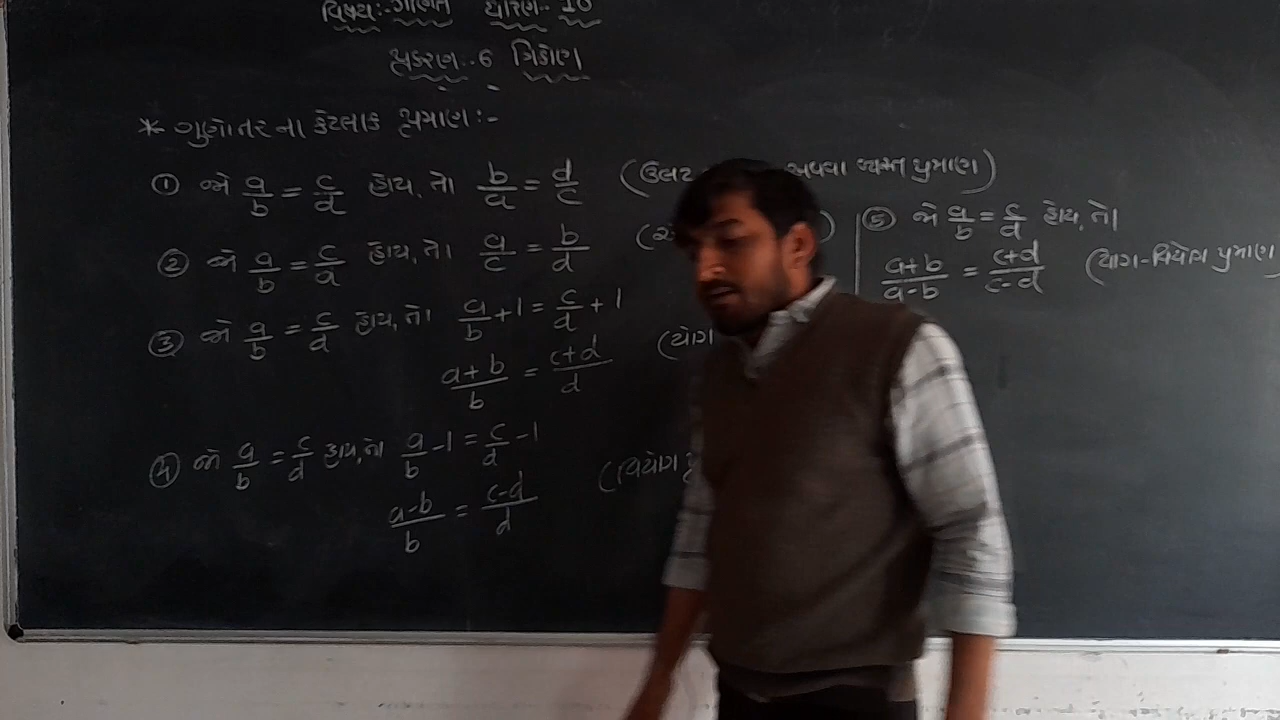 વિષય:- ગણિત ધોરણ- 10
પ્રકરણ:- 6 ત્રિકોણ
* ગુણોત્તરના કેટલાક પ્રમાણ:-
① જો a/b = c/d હોય, તો b/a = d/c (ઉલટ અથવા વ્યસ્ત પ્રમાણ)
② જો a/b = c/d હોય, તો a/c = b/d
③ જો a/b = c/d હોય, તો a/b + 1 = c/d + 1
a+b/b = c+d/d (યોગ
④ જો a/b = c/d હોય, તો a/b - 1 = c/d - 1
a-b/b = c-d/d (વિયોગ
⑤ જો a/b = c/d હોય, તો
a+b/a-b = c+d/c-d (યોગ-વિયોગ પ્રમાણ